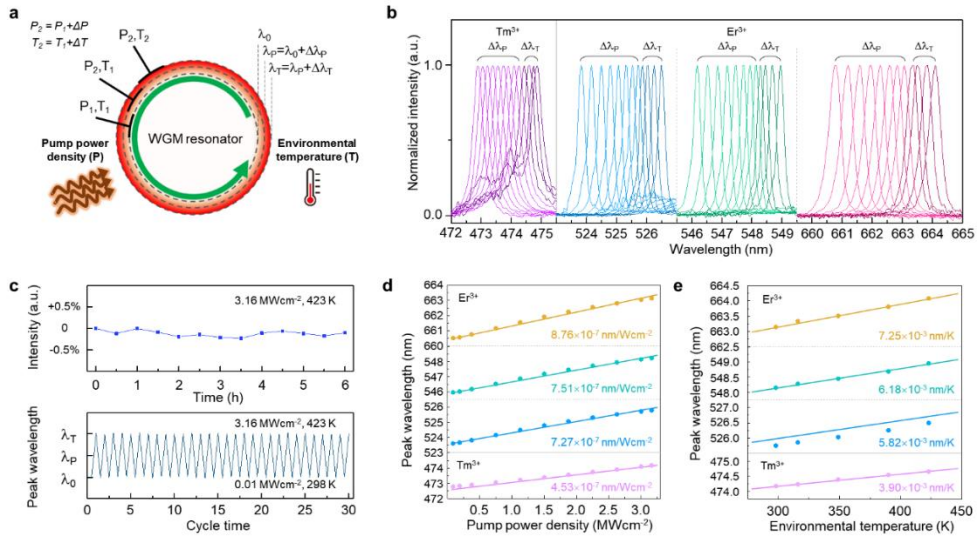 a
P₂ = P₁+ΔP
T₂ = T₁+ΔT
P₂,T₂
P₂,T₁
P₁,T₁
λ₀
λP=λ₀+ΔλP
λT=λP+ΔλT
WGM resonator
Pump power
density (P)
Environmental
temperature (T)
b
Normalized intensity (a.u.)
1.0
0.0
Tm³⁺
Er³⁺
ΔλP ΔλT ΔλP ΔλT ΔλP ΔλT ΔλP ΔλT
472 473 474 475 524 525 526 546 547 548 549 660 661 662 663 664 665
Wavelength (nm)
c
Intensity (a.u.)
+0.5%
0
-0.5%
3.16 MWcm⁻², 423 K
0 1 2 3 4 5 6
Time (h)
Peak wavelength
λT
λP
λ₀
3.16 MWcm⁻², 423 K
0.01 MWcm⁻², 298 K
0 5 10 15 20 25 30
Cycle time
d
Peak wavelength (nm)
664
663
662
661
660
548
546
526
524
474
473
472
Er³⁺
8.76×10⁻⁷ nm/Wcm⁻²
7.51×10⁻⁷ nm/Wcm⁻²
7.27×10⁻⁷ nm/Wcm⁻²
Tm³⁺
4.53×10⁻⁷ nm/Wcm⁻²
0.5 1.0 1.5 2.0 2.5 3.0
Pump power density (MWcm⁻²)
e
Peak wavelength (nm)
664.5
664.0
663.5
663.0
662.5
549.0
548.5
548.0
527.0
526.5
526.0
475.0
474.5
474.0
Er³⁺
7.25×10⁻³ nm/K
6.18×10⁻³ nm/K
5.82×10⁻³ nm/K
Tm³⁺
3.90×10⁻³ nm/K
300 350 400 450
Environmental temperature (K)